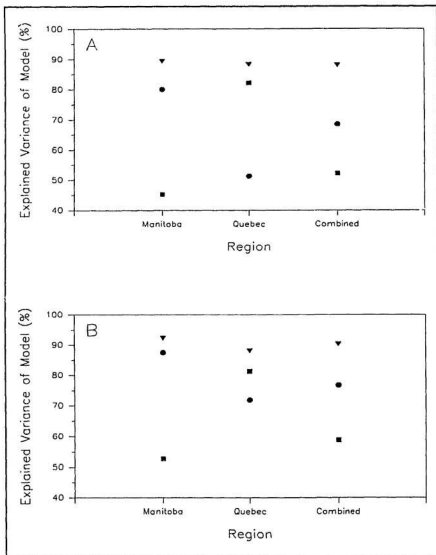 A
Explained Variance of Model (%)
100
90
80
70
60
50
40
Manitoba Quebec Combined
Region
B
Explained Variance of Model (%)
100
90
80
70
60
50
40
Manitoba Quebec Combined
Region